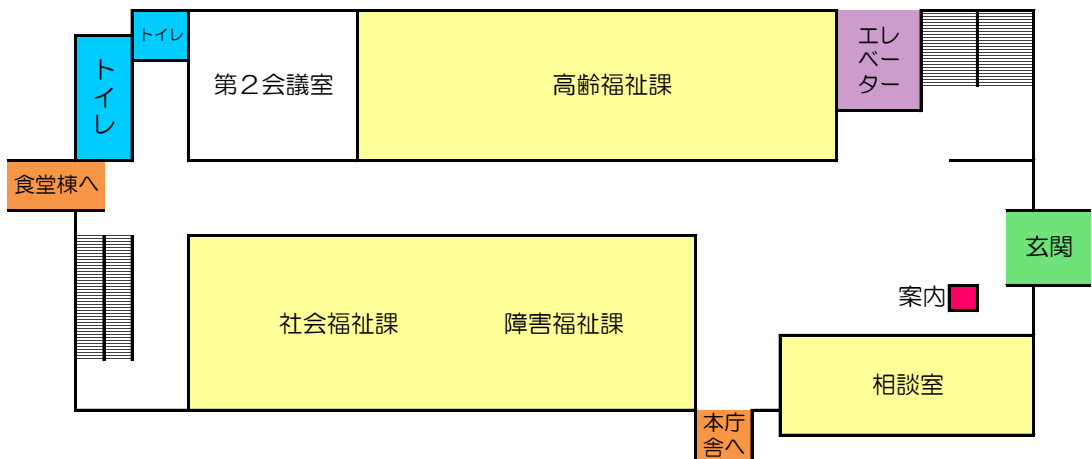 トイレ
トイレ
第２会議室
高齢福祉課
エレ
ベー
ター
食堂棟へ
玄関
案内
社会福祉課
障害福祉課
相談室
本庁
舎へ